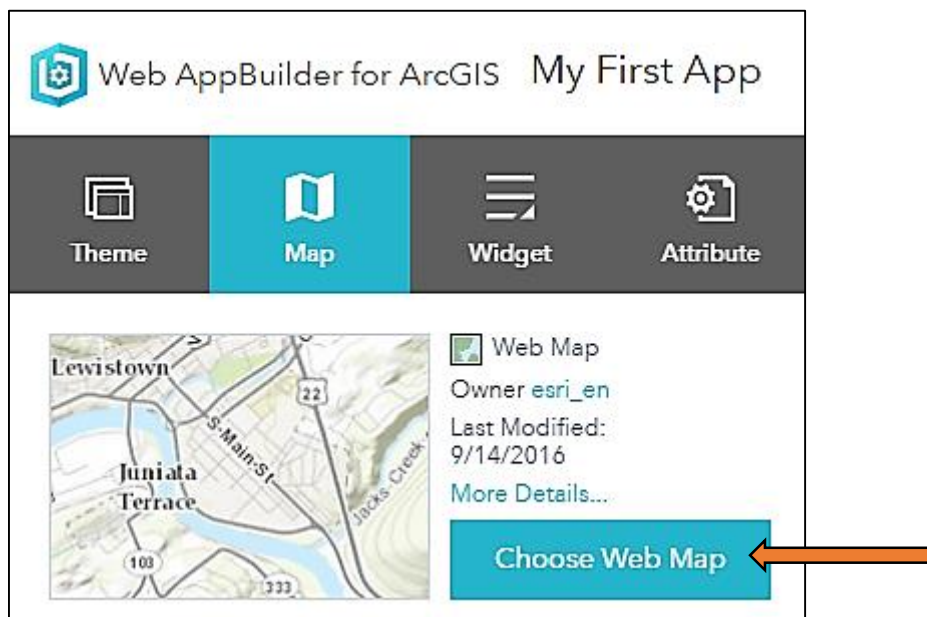 Web AppBuilder for ArcGIS My First App
Theme Map Widget Attribute
Lewistown
22
S-Main-St
Juniata
Terrace
Jacks-Creek
103
333
Web Map
Owner esri_en
Last Modified:
9/14/2016
More Details...
Choose Web Map